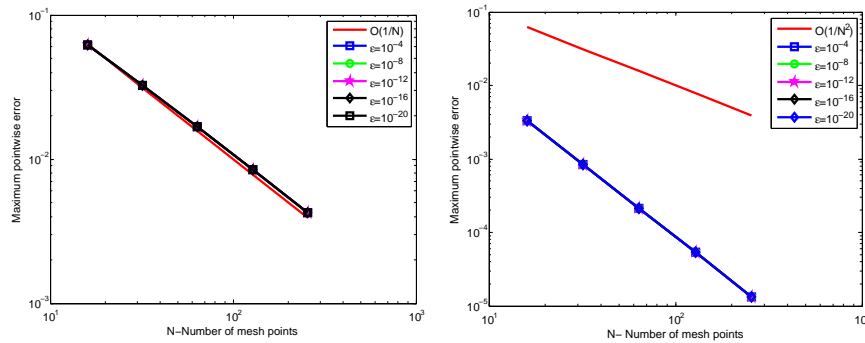 10^-1
10^-2
10^-3
10^1
10^2
10^3
Maximum pointwise error
N−Number of mesh points
O(1/N)
ε=10^-4
ε=10^-8
ε=10^-12
ε=10^-16
ε=10^-20
10^-1
10^-2
10^-3
10^-4
10^-5
10^1
10^2
10^3
Maximum pointwise error
N− Number of mesh points
O(1/N^2)
ε=10^-4
ε=10^-8
ε=10^-12
ε=10^-16
ε=10^-20